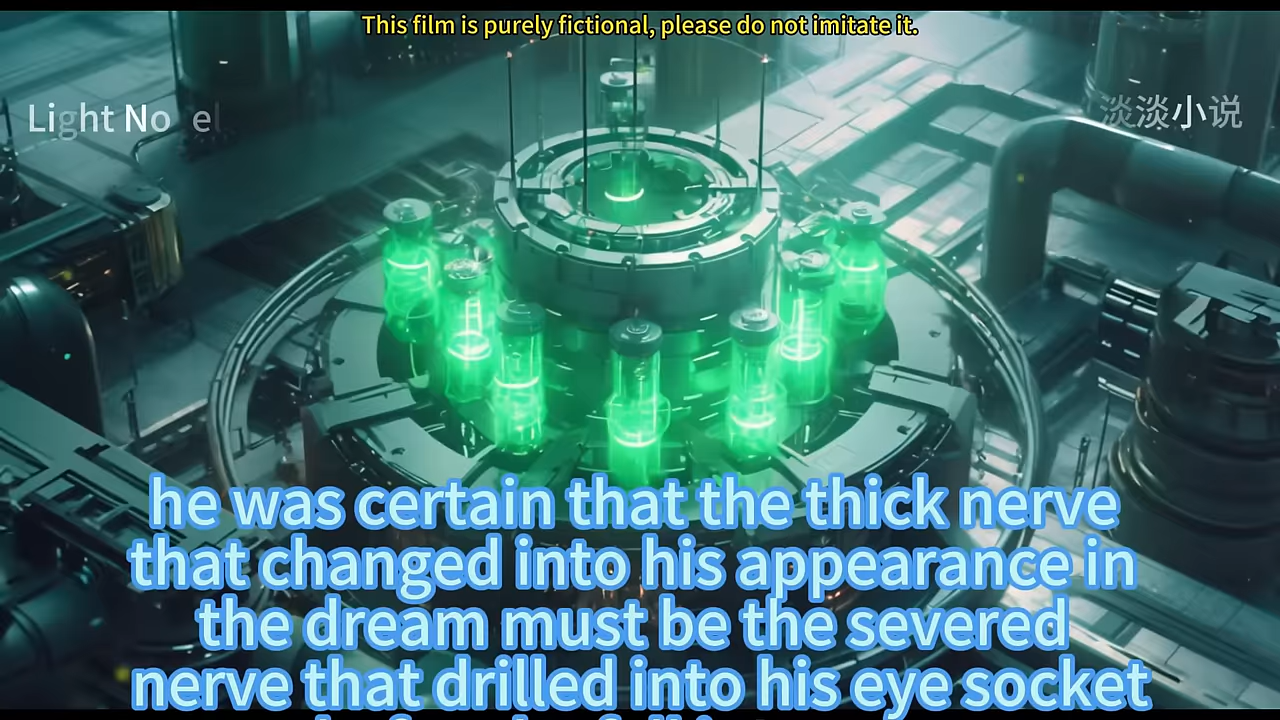 This film is purely fictional, please do not imitate it.
Light No el
淡淡小说
he was certain that the thick nerve
that changed into his appearance in
the dream must be the severed
nerve that drilled into his eye socket